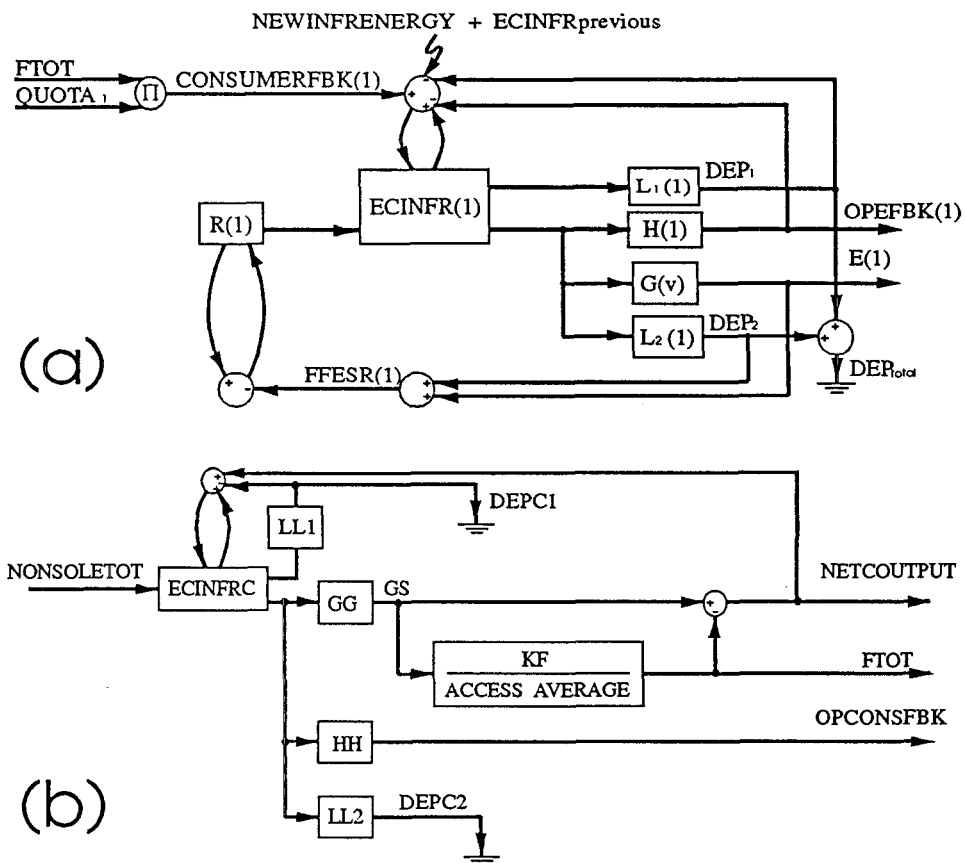 NEWINFRENERGY + ECINFRprevious
FTOT
QUOTA 1
Π
CONSUMERFBK(1)
+ - -
+
ECINFR(1)
R(1)
L1(1)
DEP1
H(1)
OPEFBK(1)
G(v)
E(1)
L2(1)
DEP2
+
+
DEPtotal
(a)
FFESR(1)
+ -
+
+
LL1
DEPC1
NONSOLETOT
ECINFRC
GG
GS
+
-
NETCOUTPUT
KF
ACCESS AVERAGE
FTOT
HH
OPCONSFBK
(b)
LL2
DEPC2